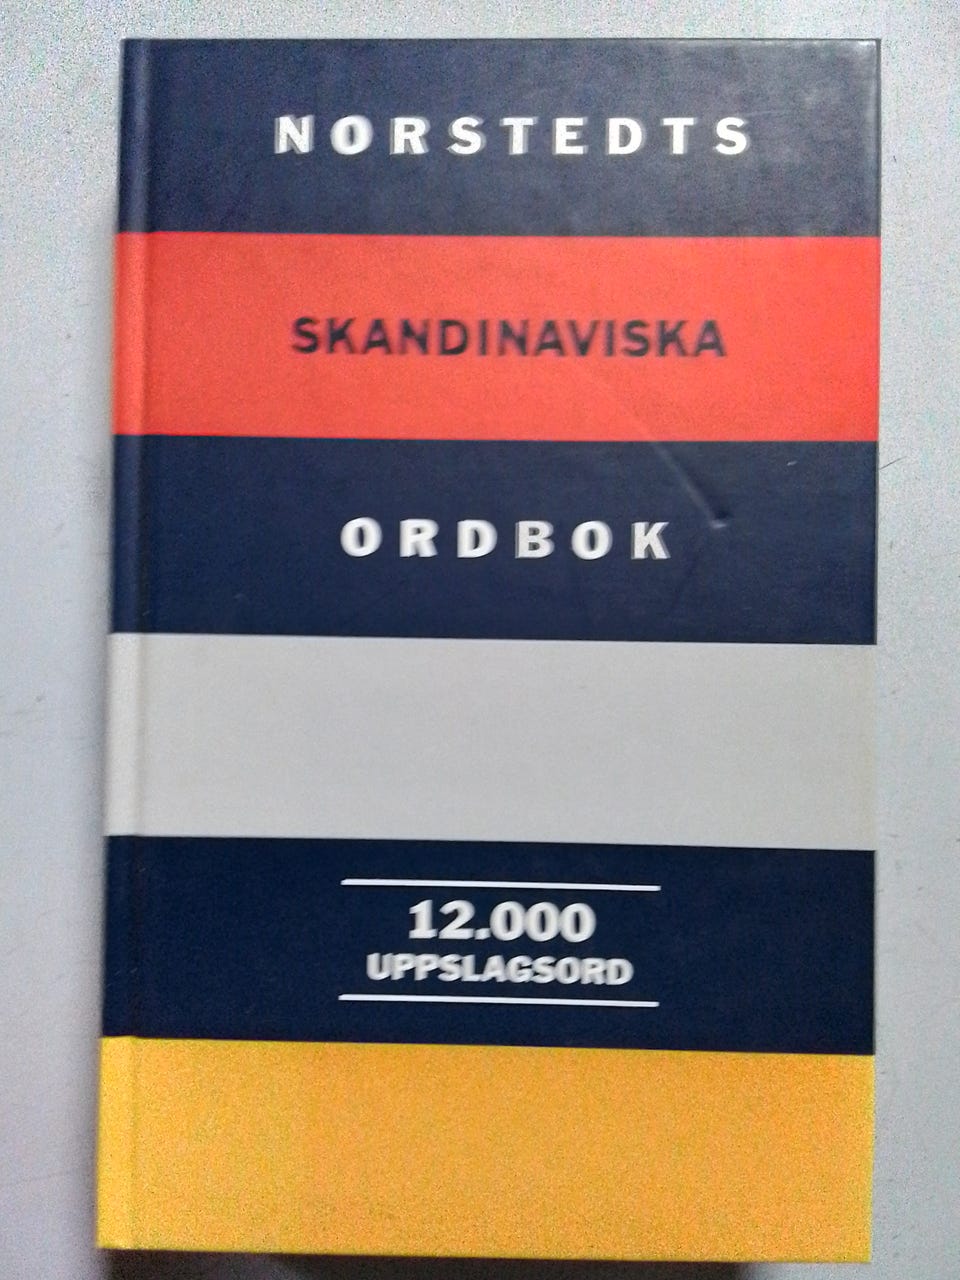 NORSTEDTS
SKANDINAVISKA
ORDBOK
12.000
UPPSLAGSORD